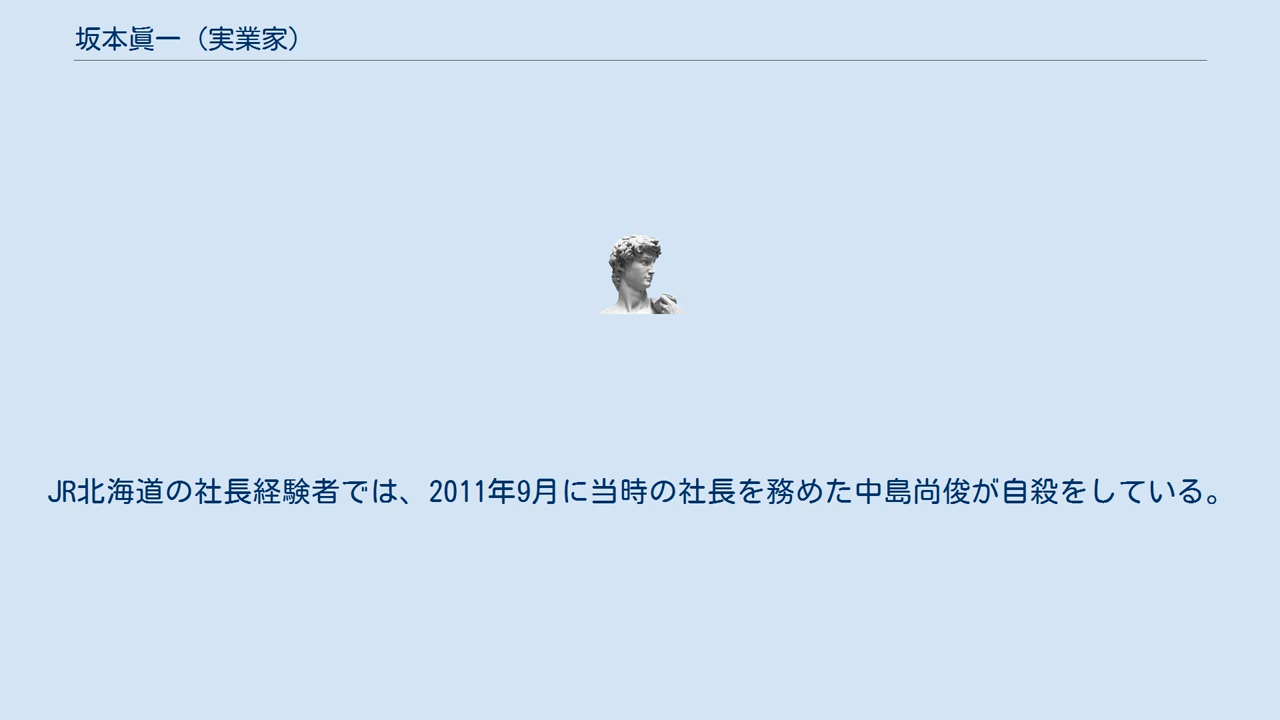 坂本眞一（実業家）
JR北海道の社長経験者では、2011年9月に当時の社長を務めた中島尚俊が自殺をしている。